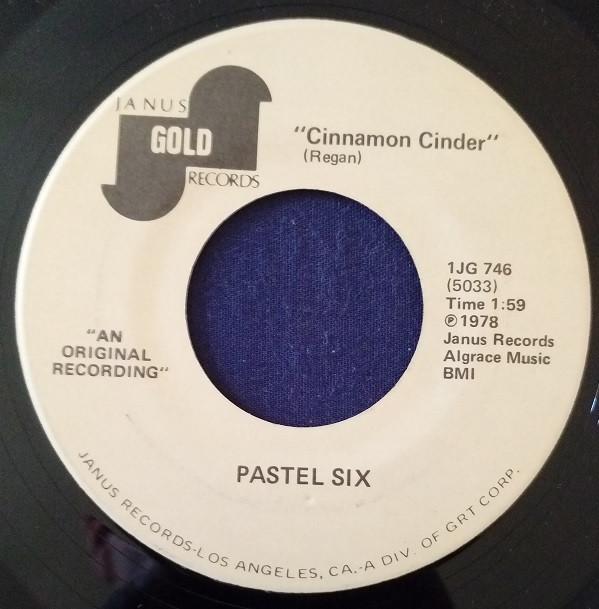 JANUS
GOLD
RECORDS
"Cinnamon Cinder"
(Regan)
1JG 746
(5033)
Time 1:59
℗1978
Janus Records
Algrace Music
BMI
"AN
ORIGINAL
RECORDING"
PASTEL SIX
JANUS RECORDS-LOS ANGELES, CA.-A DIV. OF GRT CORP.